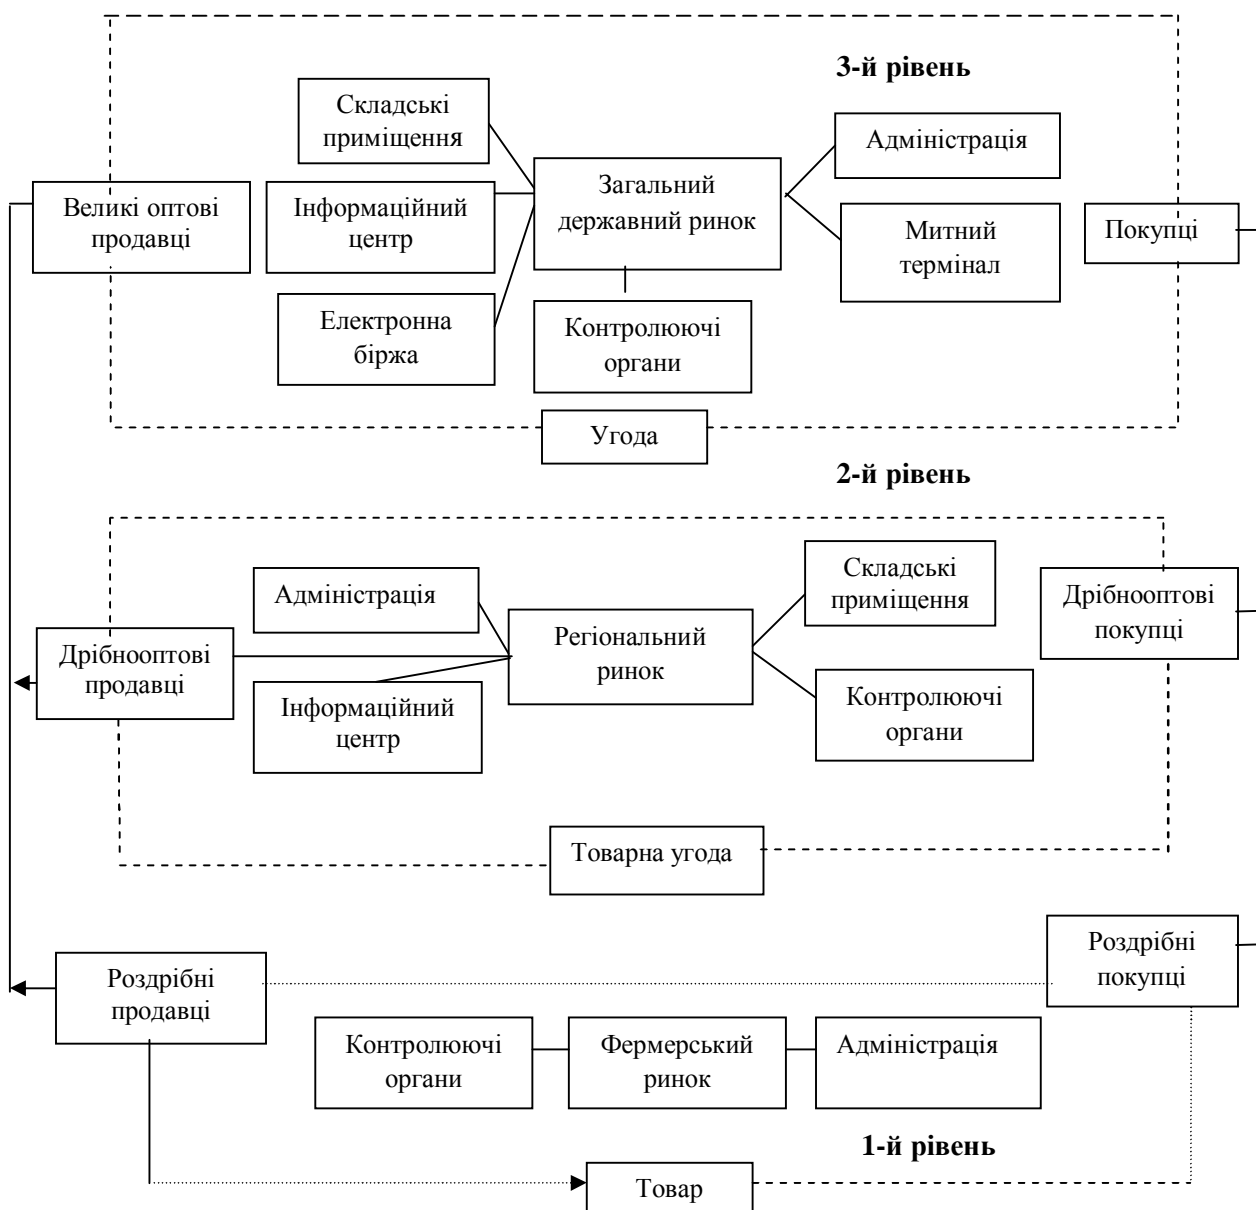 3-й рівень
Складські
приміщення
Адміністрація
Загальний
державний ринок
Великі оптові
продавці
Інформаційний
центр
Митний
термінал
Покупці
Електронна
біржа
Контролюючі
органи
Угода
2-й рівень
Складські
приміщення
Адміністрація
Дрібнооптові
покупці
Регіональний
ринок
Дрібнооптові
продавці
Інформаційний
центр
Контролюючі
органи
Товарна угода
Роздрібні
покупці
Роздрібні
продавці
Контролюючі
органи
Фермерський
ринок
Адміністрація
1-й рівень
Товар